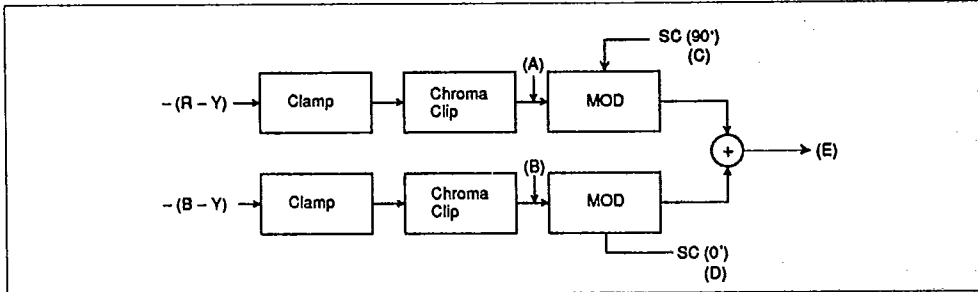 SC (90°)
(C)
(A)
– (R – Y)
Clamp
Chroma
Clip
MOD
+
(E)
(B)
– (B – Y)
Clamp
Chroma
Clip
MOD
SC (0°)
(D)